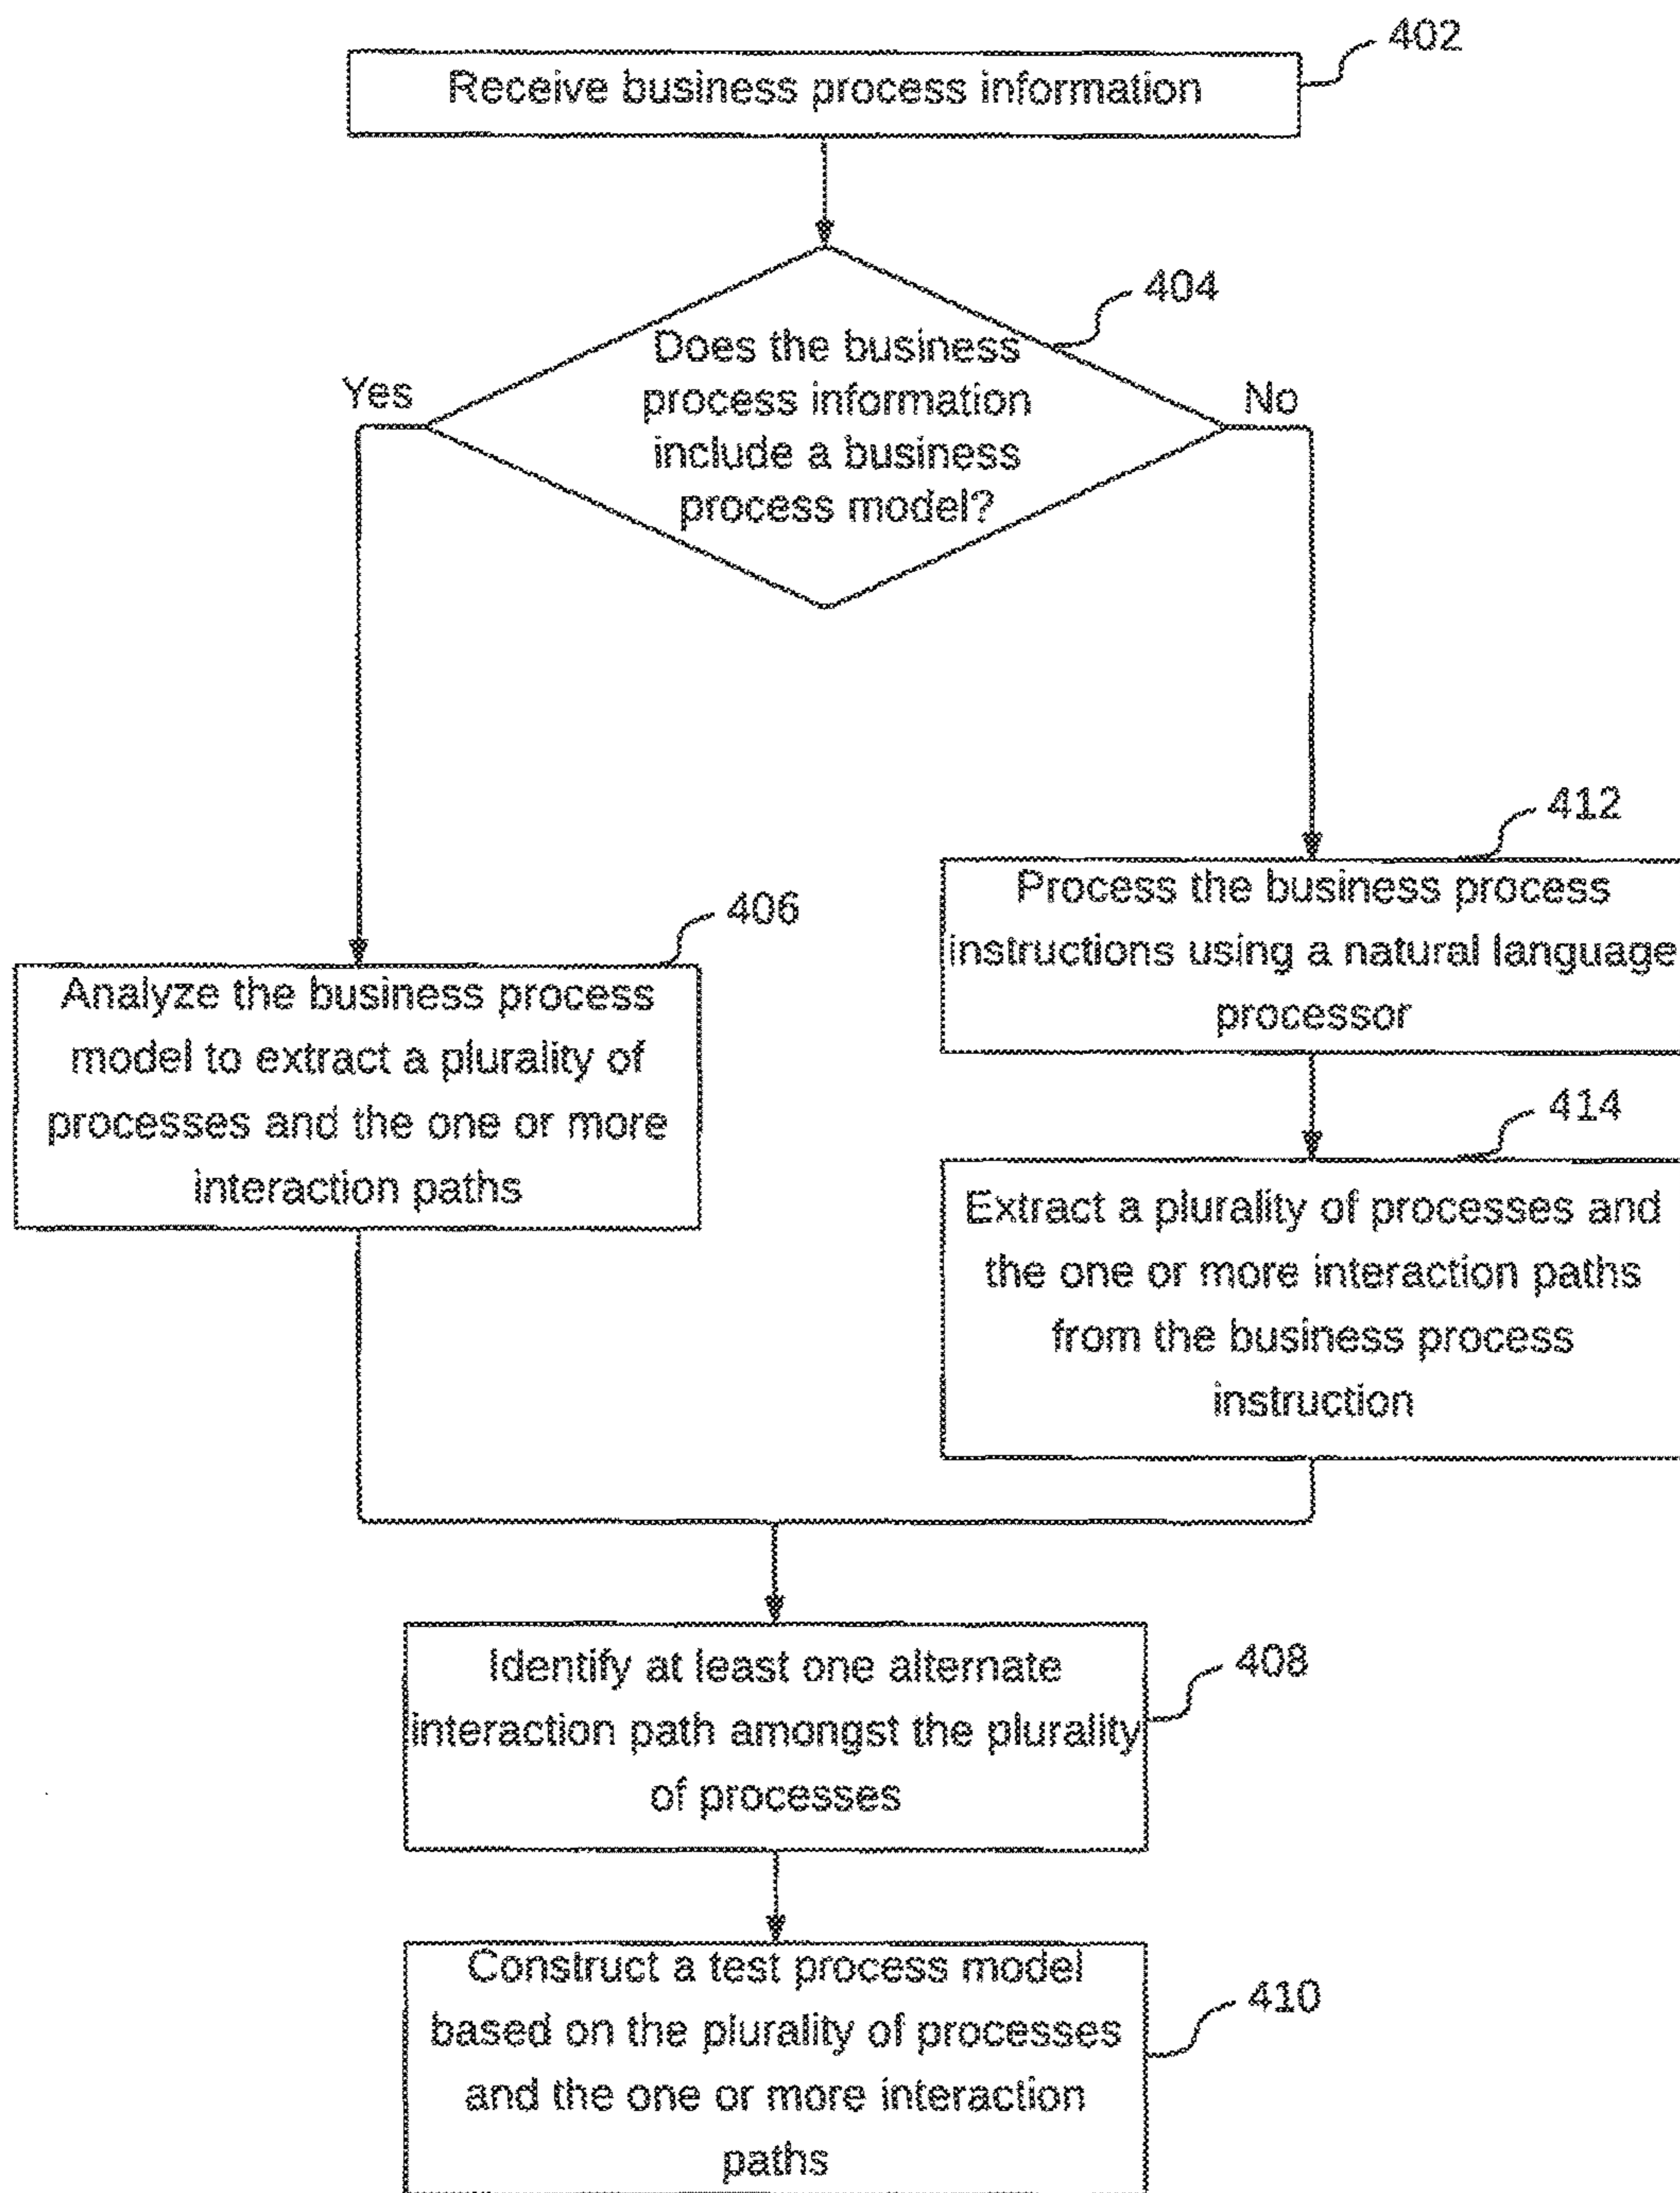 402
Receive business process information
404
Does the business
process information
include a business
process model?
Yes
No
412
Process the business process
instructions using a natural language
processor
406
Analyze the business process
model to extract a plurality of
processes and the one or more
interaction paths
414
Extract a plurality of processes and
the one or more interaction paths
from the business process
instruction
408
Identify at least one alternate
interaction path amongst the plurality
of processes
410
Construct a test process model
based on the plurality of processes
and the one or more interaction
paths